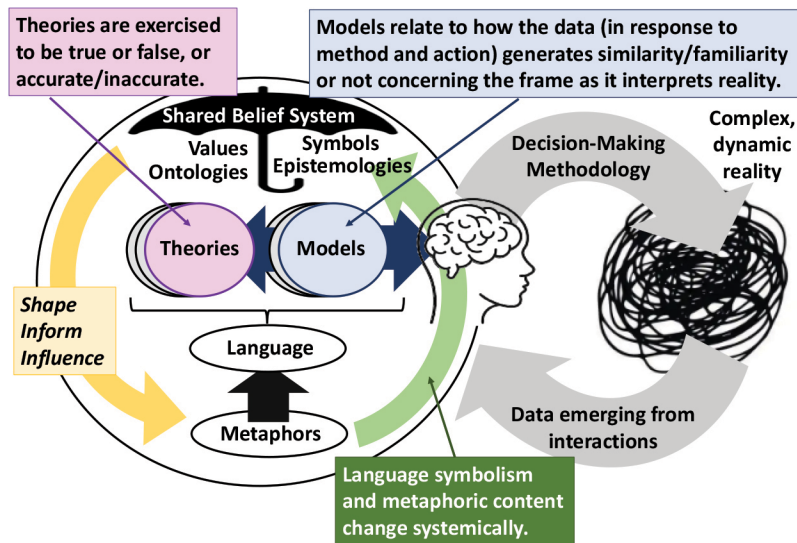 Theories are exercised
to be true or false, or
accurate/inaccurate.
Models relate to how the data (in response to
method and action) generates similarity/familiarity
or not concerning the frame as it interprets reality.
Shared Belief System
Values
Ontologies
Symbols
Epistemologies
Decision-Making
Methodology
Complex,
dynamic
reality
Theories
Models
Shape
Inform
Influence
Language
Metaphors
Data emerging from
interactions
Language symbolism
and metaphoric content
change systemically.